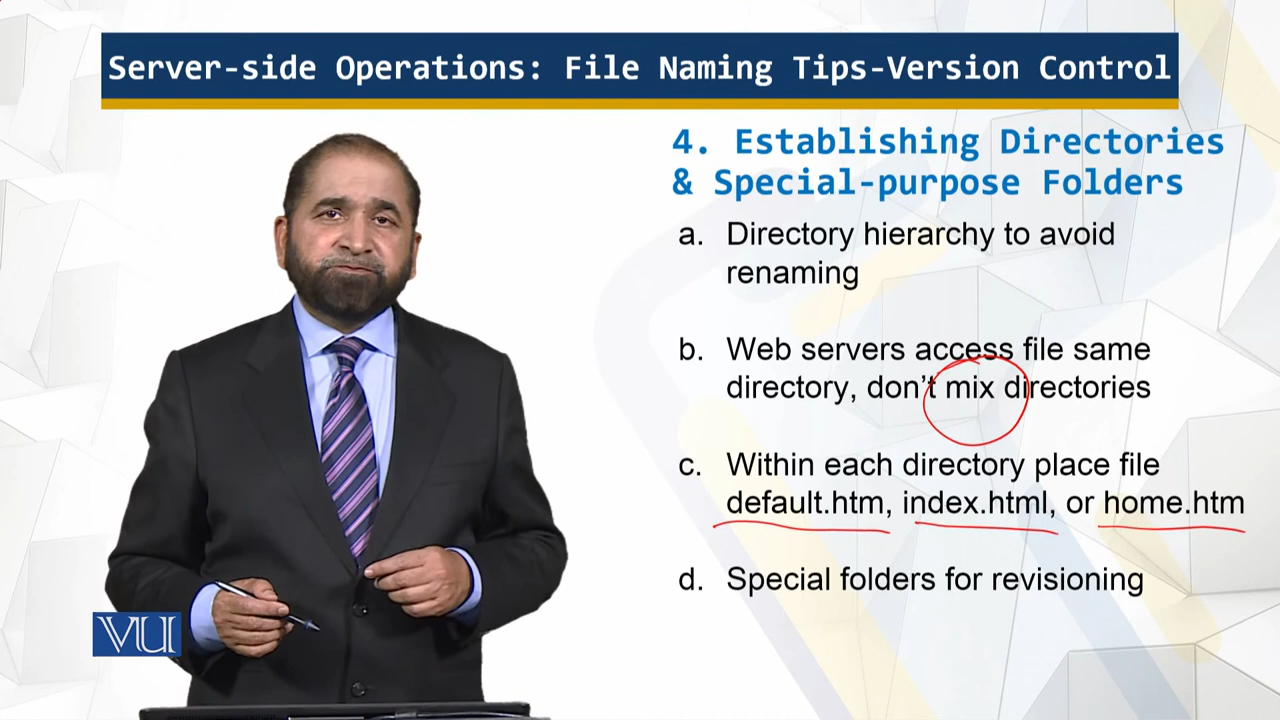 Server-side Operations: File Naming Tips-Version Control
4. Establishing Directories
& Special-purpose Folders
a. Directory hierarchy to avoid
renaming
b. Web servers access file same
directory, don't mix directories
c. Within each directory place file
default.htm, index.html, or home.htm
d. Special folders for revisioning
VU